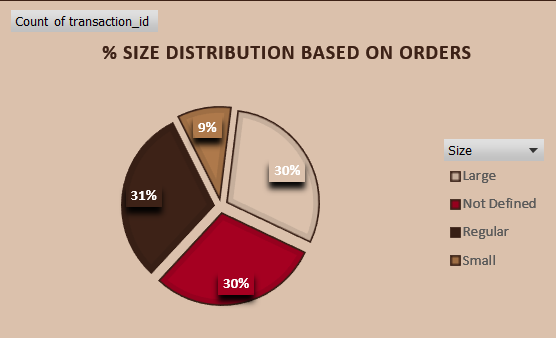 Count of transaction_id
% SIZE DISTRIBUTION BASED ON ORDERS
9%
30%
31%
30%
Size
Large
Not Defined
Regular
Small